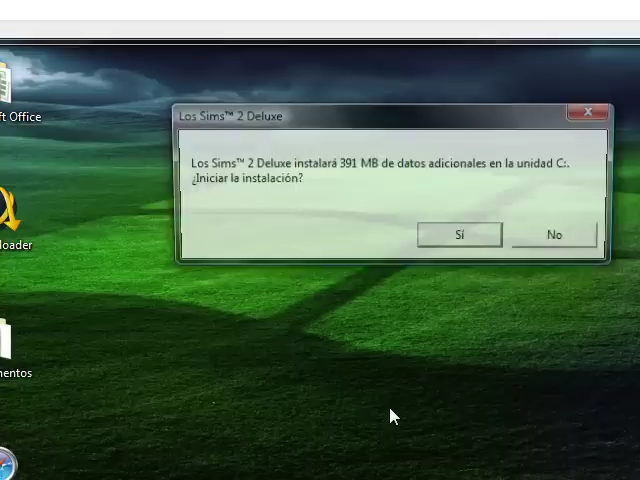 Los Sims™ 2 Deluxe
ft Office
Los Sims™ 2 Deluxe instalará 391 MB de datos adicionales en la unidad C:.
¿Iniciar la instalación?
Sí
No
loader
mentos